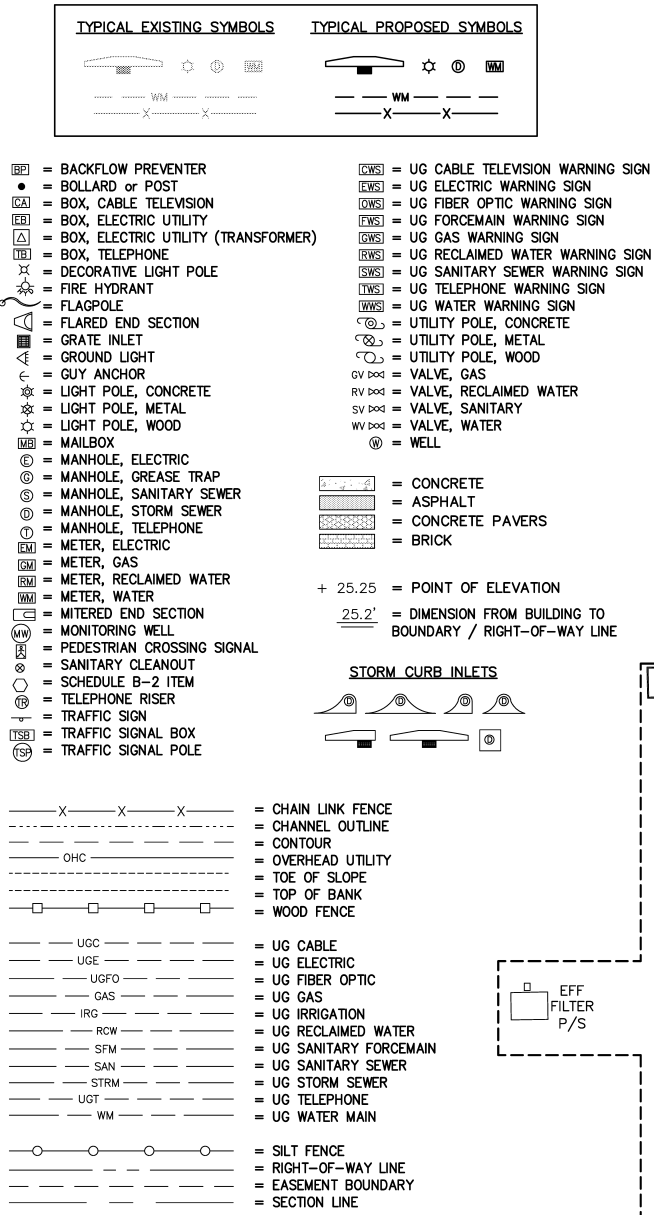 TYPICAL EXISTING SYMBOLS
TYPICAL PROPOSED SYMBOLS
D WM
D WM
WM
WM
X X
X X
BP = BACKFLOW PREVENTER
= BOLLARD or POST
CA = BOX, CABLE TELEVISION
EB = BOX, ELECTRIC UTILITY
= BOX, ELECTRIC UTILITY (TRANSFORMER)
TB = BOX, TELEPHONE
= DECORATIVE LIGHT POLE
= FIRE HYDRANT
= FLAGPOLE
= FLARED END SECTION
= GRATE INLET
= GROUND LIGHT
= GUY ANCHOR
= LIGHT POLE, CONCRETE
= LIGHT POLE, METAL
= LIGHT POLE, WOOD
MB = MAILBOX
E = MANHOLE, ELECTRIC
G = MANHOLE, GREASE TRAP
S = MANHOLE, SANITARY SEWER
D = MANHOLE, STORM SEWER
T = MANHOLE, TELEPHONE
EM = METER, ELECTRIC
GM = METER, GAS
RM = METER, RECLAIMED WATER
WM = METER, WATER
= MITERED END SECTION
MW = MONITORING WELL
= PEDESTRIAN CROSSING SIGNAL
= SANITARY CLEANOUT
= SCHEDULE B-2 ITEM
TR = TELEPHONE RISER
= TRAFFIC SIGN
TSB = TRAFFIC SIGNAL BOX
TSP = TRAFFIC SIGNAL POLE
CWS = UG CABLE TELEVISION WARNING SIGN
EWS = UG ELECTRIC WARNING SIGN
OWS = UG FIBER OPTIC WARNING SIGN
FWS = UG FORCEMAIN WARNING SIGN
GWS = UG GAS WARNING SIGN
RWS = UG RECLAIMED WATER WARNING SIGN
SWS = UG SANITARY SEWER WARNING SIGN
TWS = UG TELEPHONE WARNING SIGN
WWS = UG WATER WARNING SIGN
= UTILITY POLE, CONCRETE
= UTILITY POLE, METAL
= UTILITY POLE, WOOD
GV = VALVE, GAS
RV = VALVE, RECLAIMED WATER
SV = VALVE, SANITARY
WV = VALVE, WATER
W = WELL
= CONCRETE
= ASPHALT
= CONCRETE PAVERS
= BRICK
+ 25.25 = POINT OF ELEVATION
25.2' = DIMENSION FROM BUILDING TO
BOUNDARY / RIGHT-OF-WAY LINE
STORM CURB INLETS
D D D D
D
X X X = CHAIN LINK FENCE
= CHANNEL OUTLINE
= CONTOUR
OHC = OVERHEAD UTILITY
= TOE OF SLOPE
= TOP OF BANK
= WOOD FENCE
UGC = UG CABLE
UGE = UG ELECTRIC
UGFO = UG FIBER OPTIC
GAS = UG GAS
IRG = UG IRRIGATION
RCW = UG RECLAIMED WATER
SFM = UG SANITARY FORCEMAIN
SAN = UG SANITARY SEWER
STRM = UG STORM SEWER
UGT = UG TELEPHONE
WM = UG WATER MAIN
= SILT FENCE
= RIGHT-OF-WAY LINE
= EASEMENT BOUNDARY
= SECTION LINE
EFF
FILTER
P/S